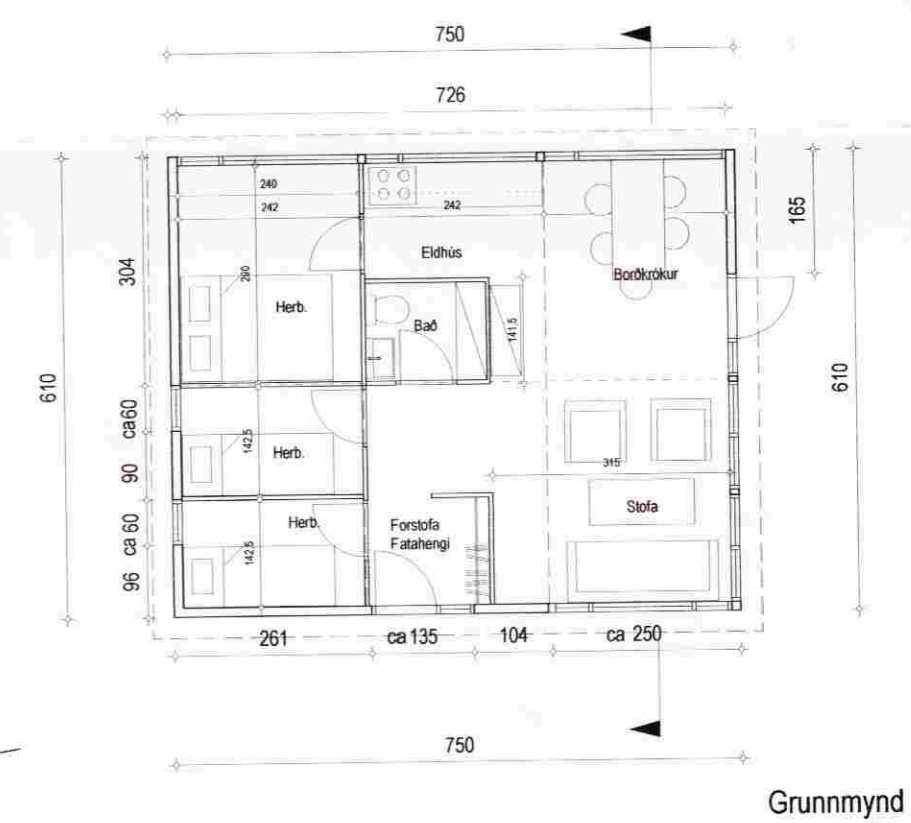 750
726
240
242
242
165
304
290
Eldhús
Borðkrókur
Herb.
Bað
141,5
610
610
ca60
142,5
Herb.
90
315
Stofa
Herb.
Forstofa
Fatahengi
ca 60
142,5
96
261
ca 135
104
ca 250
750
Grunnmynd